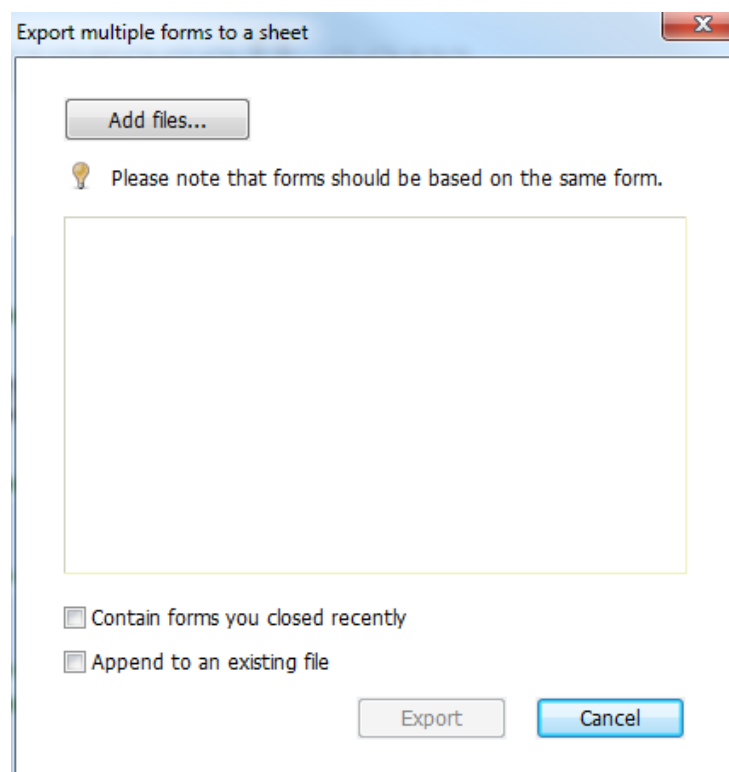 Export multiple forms to a sheet
X
Add files...
Please note that forms should be based on the same form.
Contain forms you closed recently
Append to an existing file
Export
Cancel